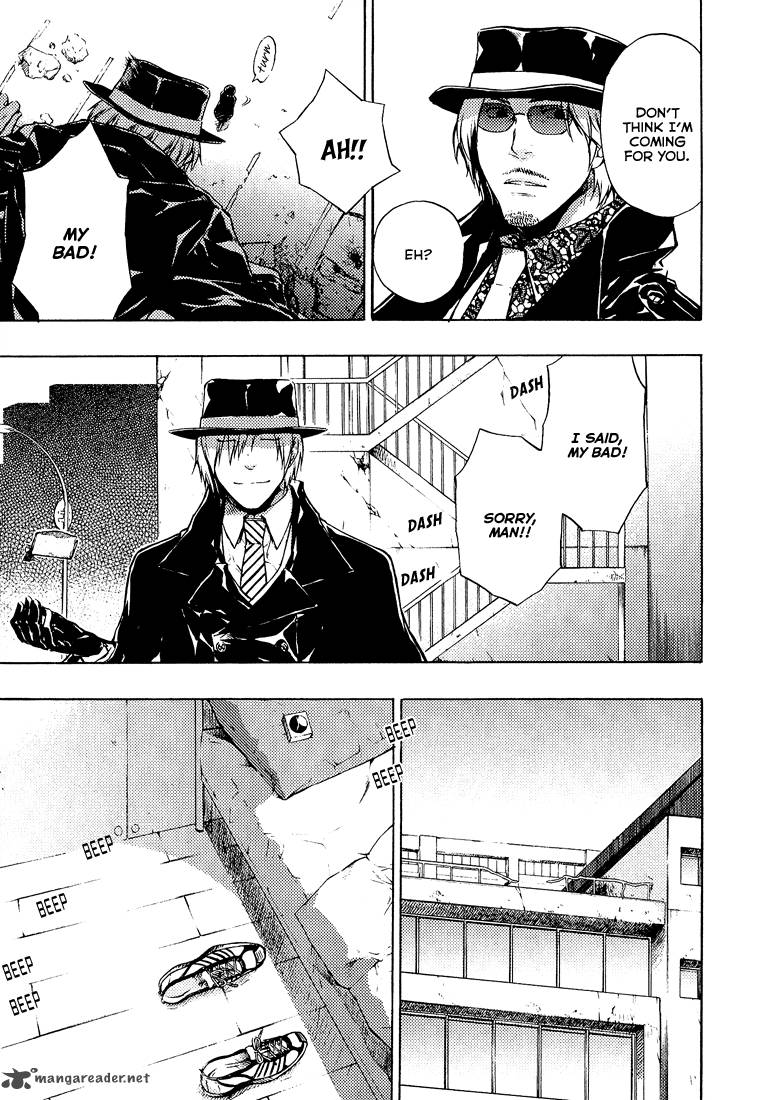 DON'T
THINK I'M
COMING
FOR YOU.
EH?
turn
AH!!
MY
BAD!
DASH
I SAID,
MY BAD!
SORRY,
MAN!!
DASH
DASH
BEEP
BEEP
BEEP
BEEP
BEEP
BEEP
mangareader.net